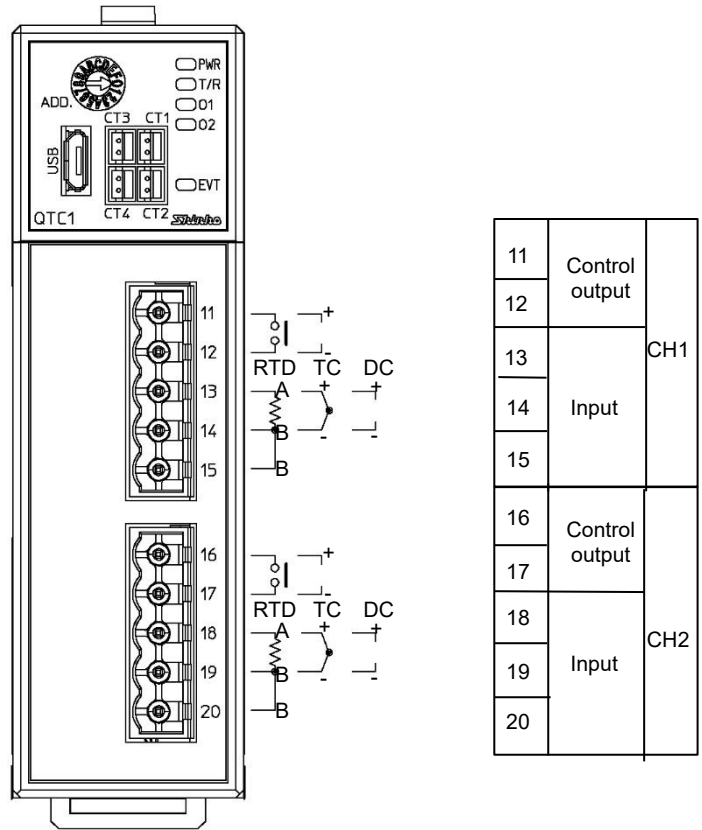 PWR
T/R
O1
O2
EVT
ADD.
CT3 CT1
USB
CT4 CT2
QTC1
Shinko
11
12
13
14
15
+
-
RTD TC DC
A + +
B - -
B
16
17
18
19
20
+
-
RTD TC DC
A + +
B - -
B
11
12
Control
output
13
14
15
Input
CH1
16
17
Control
output
18
19
20
Input
CH2